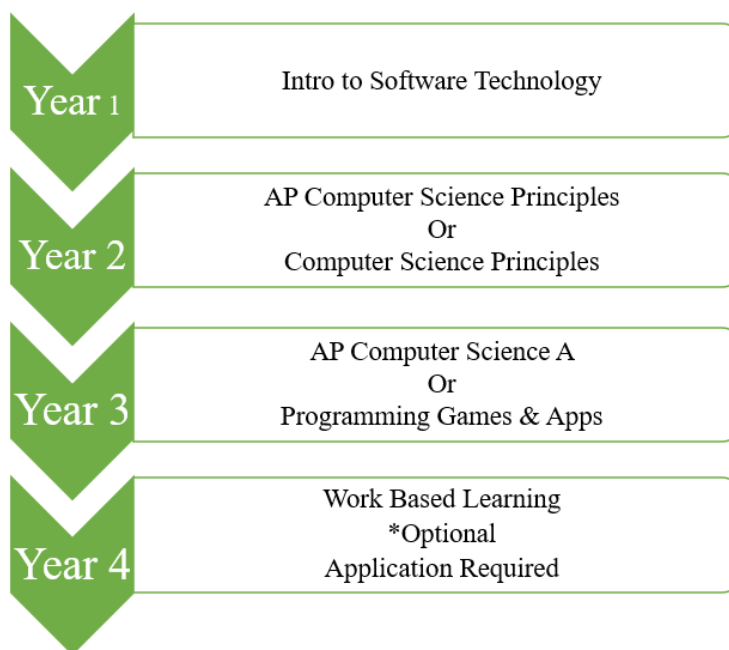 Year 1
Intro to Software Technology
Year 2
AP Computer Science Principles
Or
Computer Science Principles
Year 3
AP Computer Science A
Or
Programming Games & Apps
Year 4
Work Based Learning
*Optional
Application Required